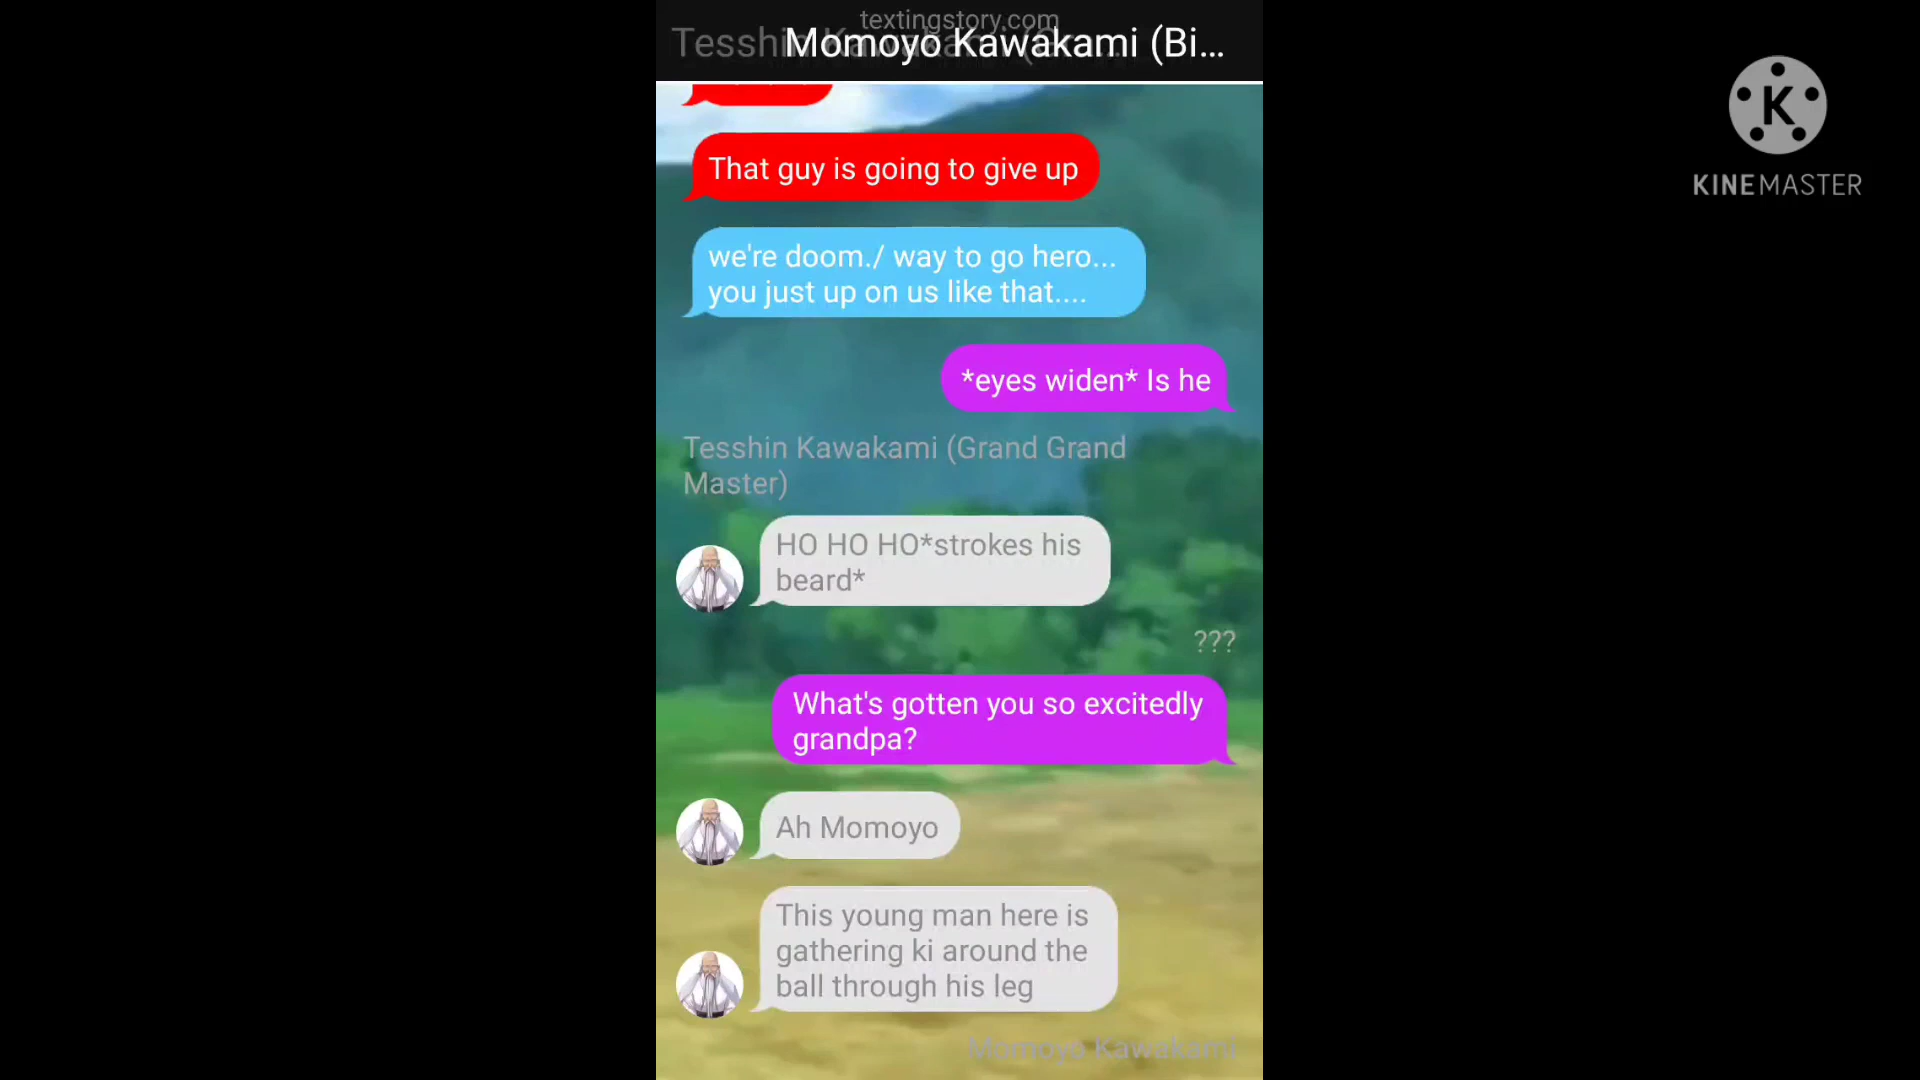 textingstory.com
Momoyo Kawakami (Bi...
KINEMASTER
That guy is going to give up
we're doom./ way to go hero...
you just up on us like that....
*eyes widen* Is he
Tesshin Kawakami (Grand Grand
Master)
HO HO HO*strokes his
beard*
???
What's gotten you so excitedly
grandpa?
Ah Momoyo
This young man here is
gathering ki around the
ball through his leg
Momoyo Kawakami